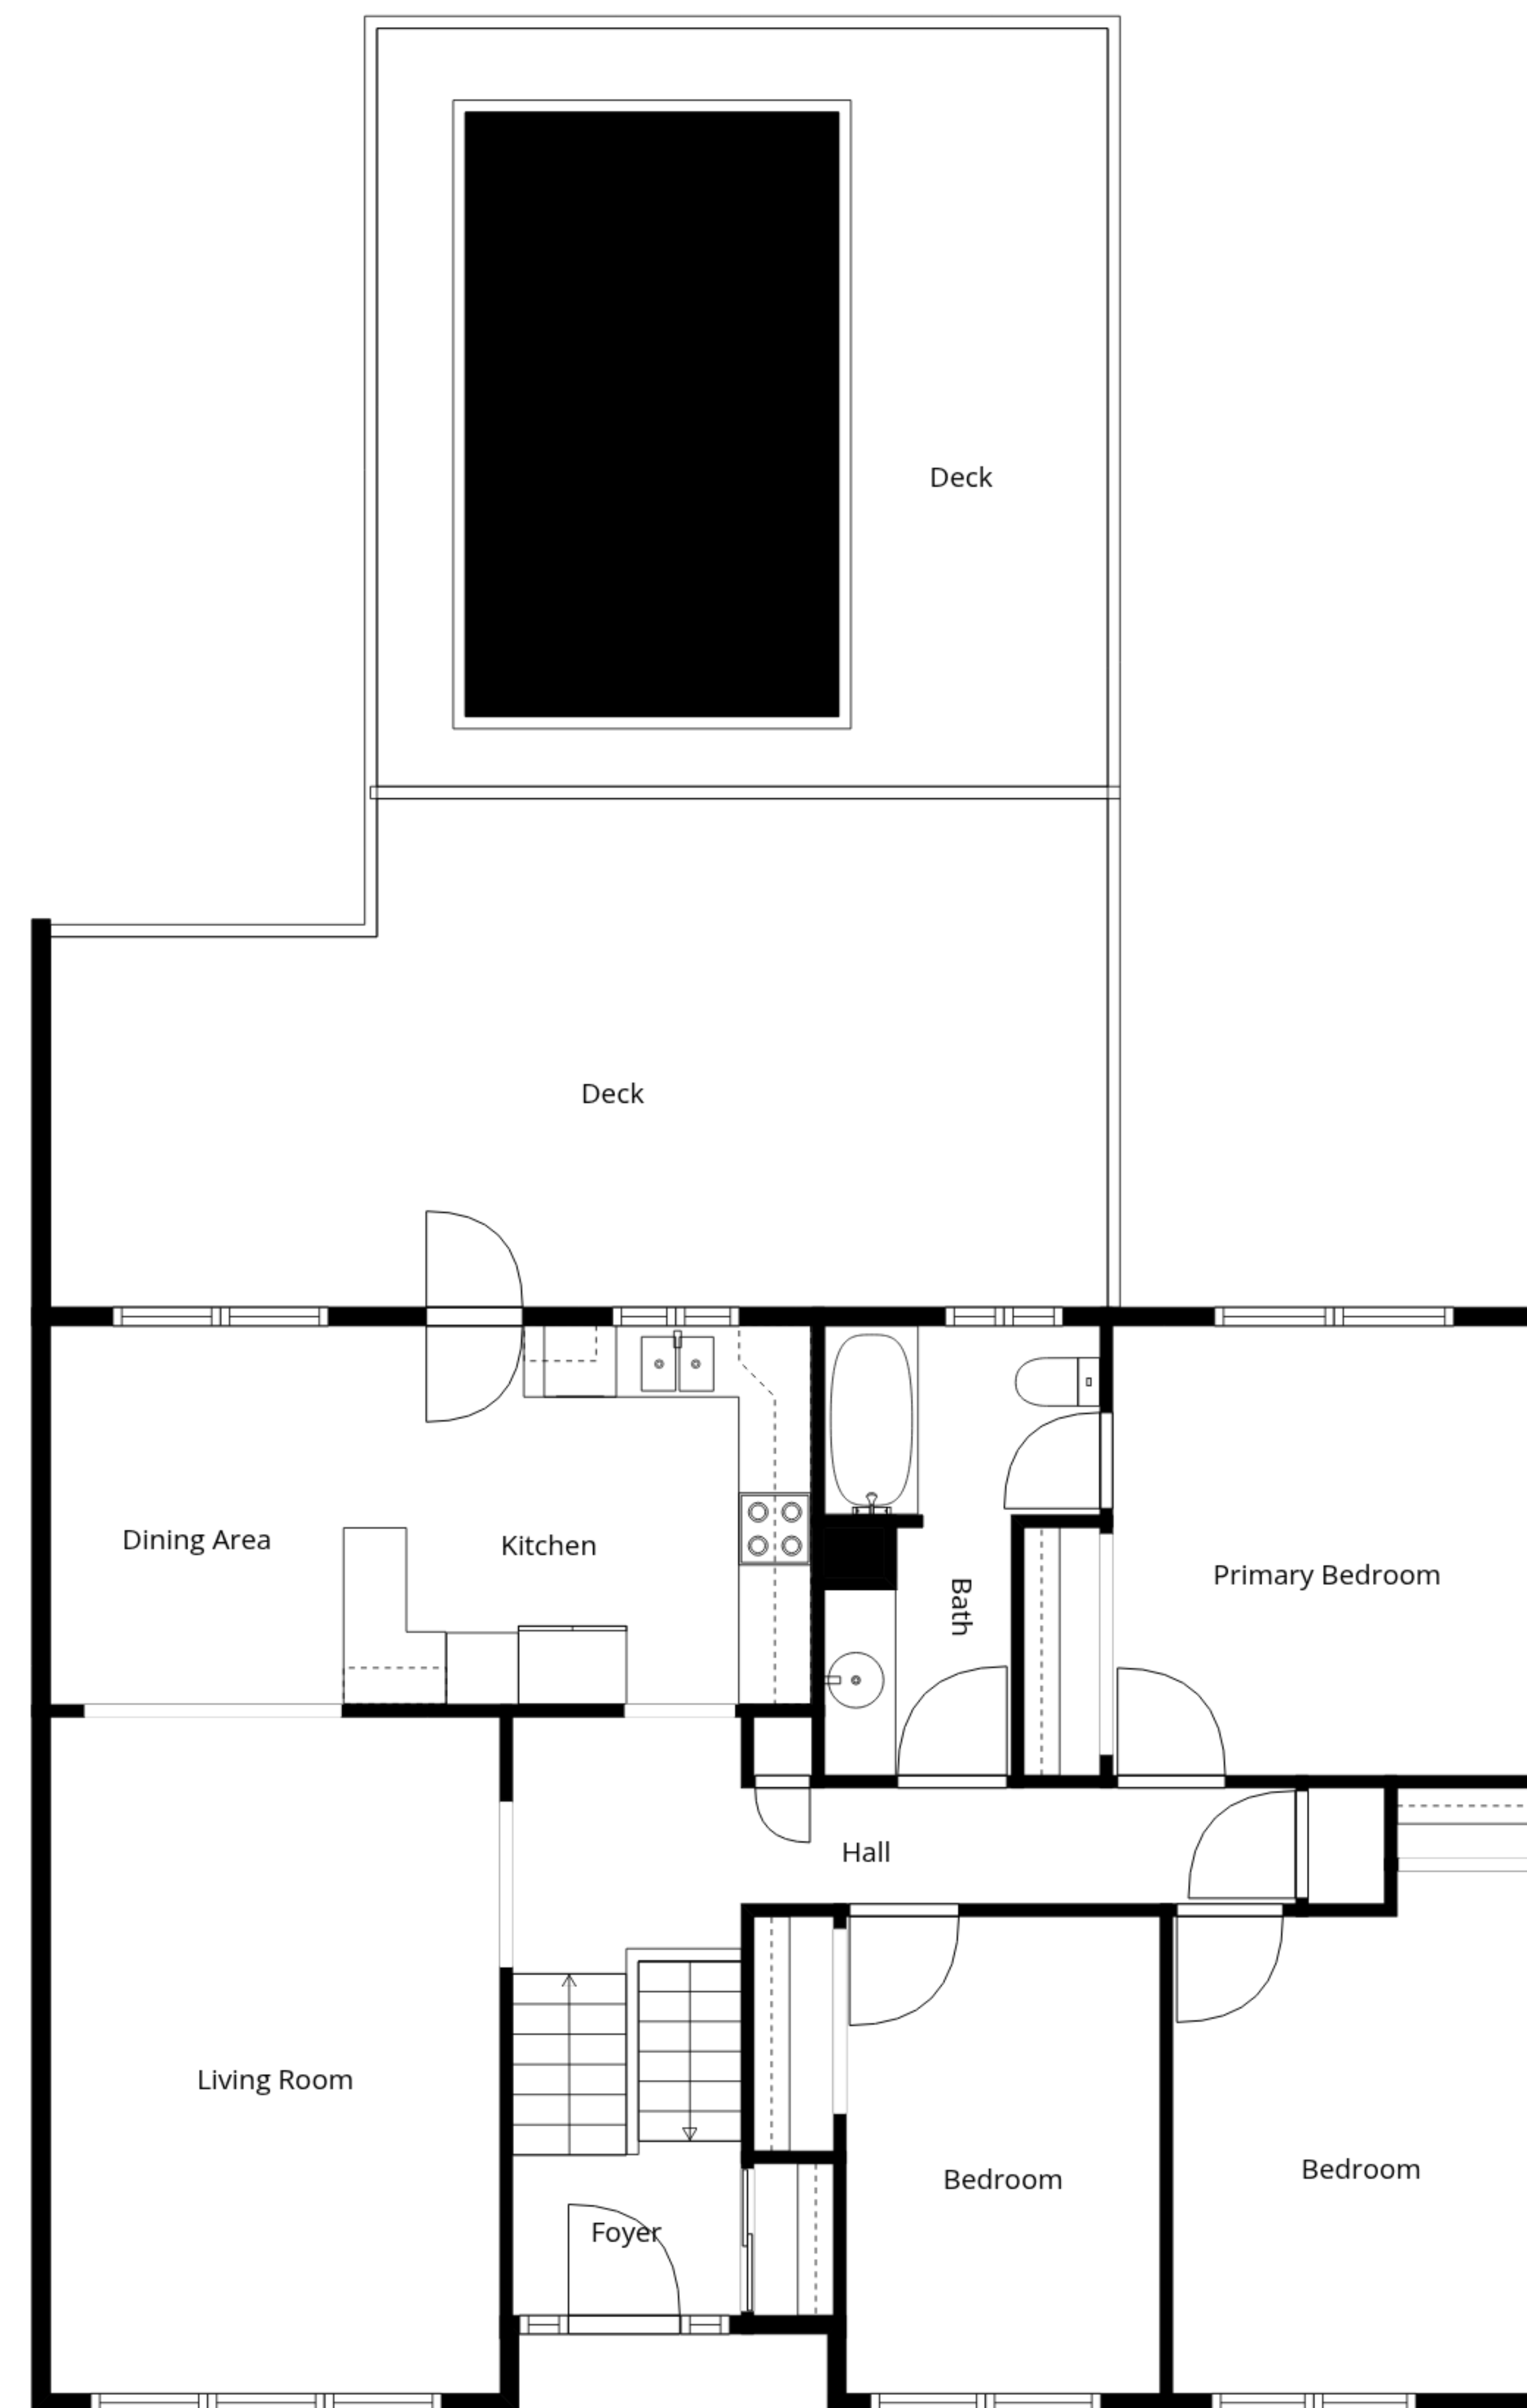 Deck
Deck
Dining Area
Kitchen
Bath
Primary Bedroom
Hall
Living Room
Bedroom
Bedroom
Foyer